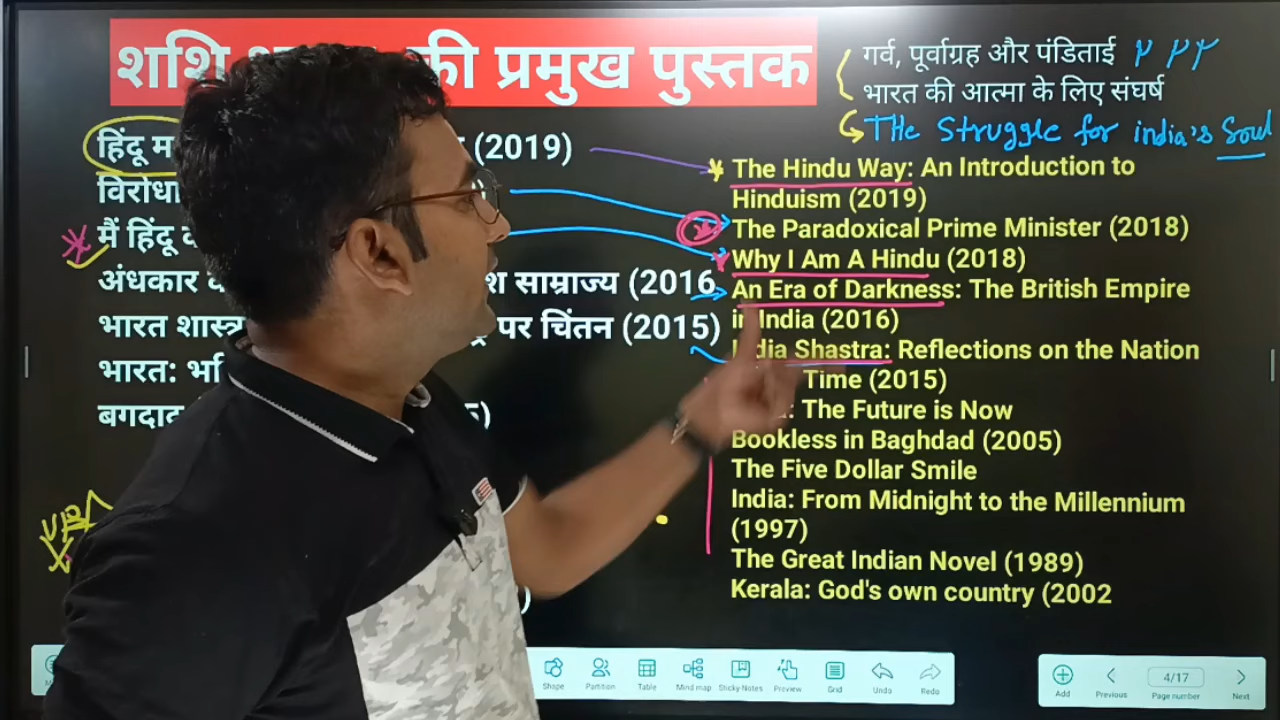 शशि की प्रमुख पुस्तक
गर्व, पूर्वाग्रह और पंडिताई २ २ २
भारत की आत्मा के लिए संघर्ष
THe Struggle for india's Soul
हिंदू (2019)
मैं हिंदू
अंधकार श साम्राज्य (2016
भारत शास्त्र पर चिंतन (2015)
भारत:
बगदाद
The Hindu Way: An Introduction to
Hinduism (2019)
The Paradoxical Prime Minister (2018)
Why I Am A Hindu (2018)
An Era of Darkness: The British Empire
in India (2016)
India Shastra: Reflections on the Nation
Time (2015)
The Future is Now
Bookless in Baghdad (2005)
The Five Dollar Smile
India: From Midnight to the Millennium
(1997)
The Great Indian Novel (1989)
Kerala: God's own country (2002
Shape Partition Table Mind map Sticky Notes Preview Grid Undo Redo
Add Previous 4/17 Page number Next